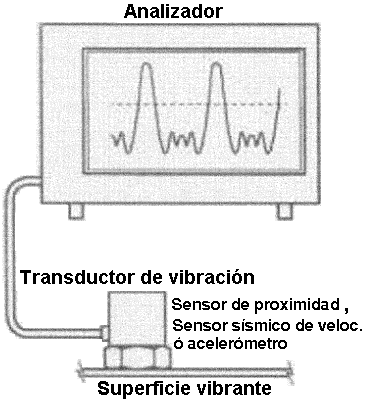 Analizador
Transductor de vibración
Sensor de proximidad ,
Sensor sísmico de veloc.
ó acelerómetro
Superficie vibrante